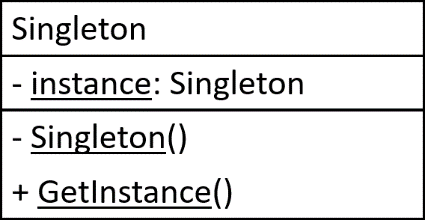 Singleton
- instance: Singleton
- Singleton()
+ GetInstance()